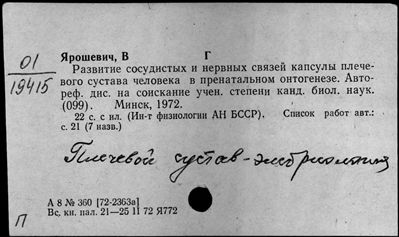 01
19415
Ярошевич, В Г
Развитие сосудистых и нервных связей капсулы плече-
вого сустава человека в пренатальном онтогенезе. Авто-
реф. дис. на соискание учен. степени канд. биол. наук.
(099). Минск, 1972.
22 с. с ил. (Ин-т физиологии АН БССР). Список работ авт.:
с. 21 (7 назв.)
Плечевой сустав - эмбриология
А 8 № 360 [72-2363а]
Вс. кн. пал. 21—25 11 72 Я772
П